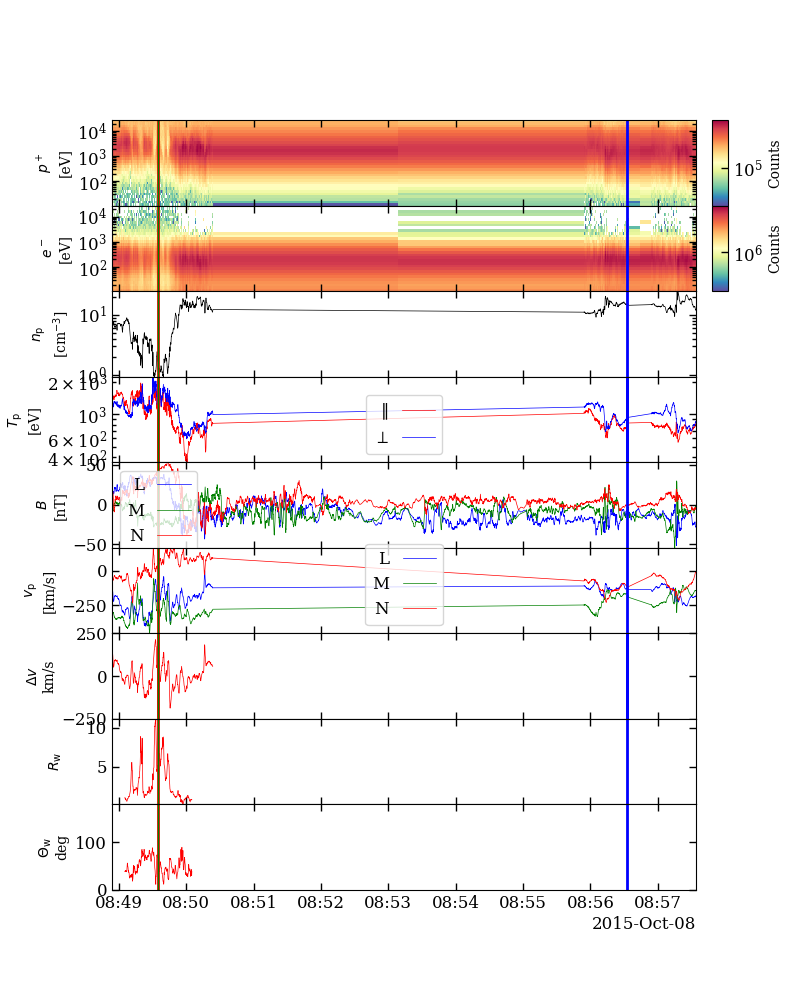 10⁴
10³
10²
p⁺
[eV]
10⁵
Counts
10⁴
10³
10²
e⁻
[eV]
10⁶
Counts
10¹
10⁰
nₚ
[cm⁻³]
2 × 10³
10³
6 × 10²
4 × 10²
Tₚ
[eV]
∥
⊥
50
0
−50
B
[nT]
L
M
N
0
−250
vₚ
[km/s]
L
M
N
250
0
−250
Δv
km/s
10
5
R_w
100
0
Θ_w
deg
08:49 08:50 08:51 08:52 08:53 08:54 08:55 08:56 08:57
2015-Oct-08